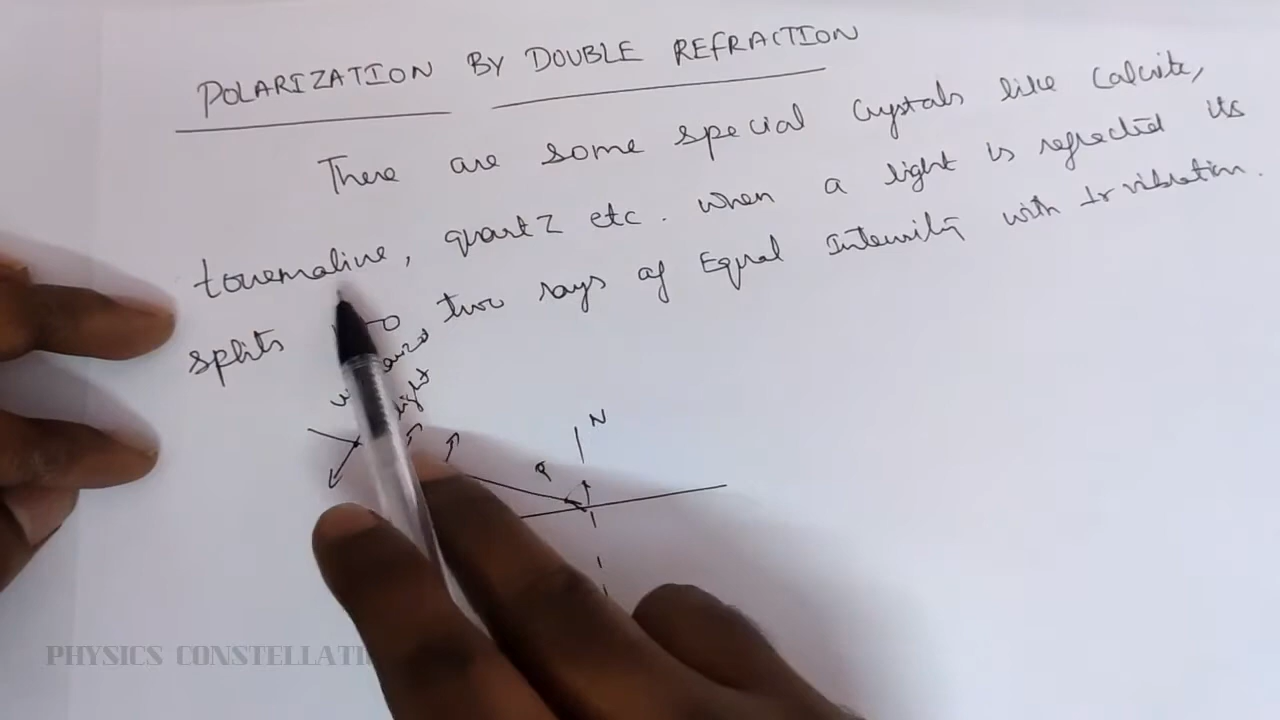 POLARIZATION BY DOUBLE REFRACTION
There are some special crystals like Calcite,
tourmaline, quartz etc. When a light is refracted its
splits two rays of Equal Intensity with ⊥r vibration.
light
N
PHYSICS CONSTELLATI